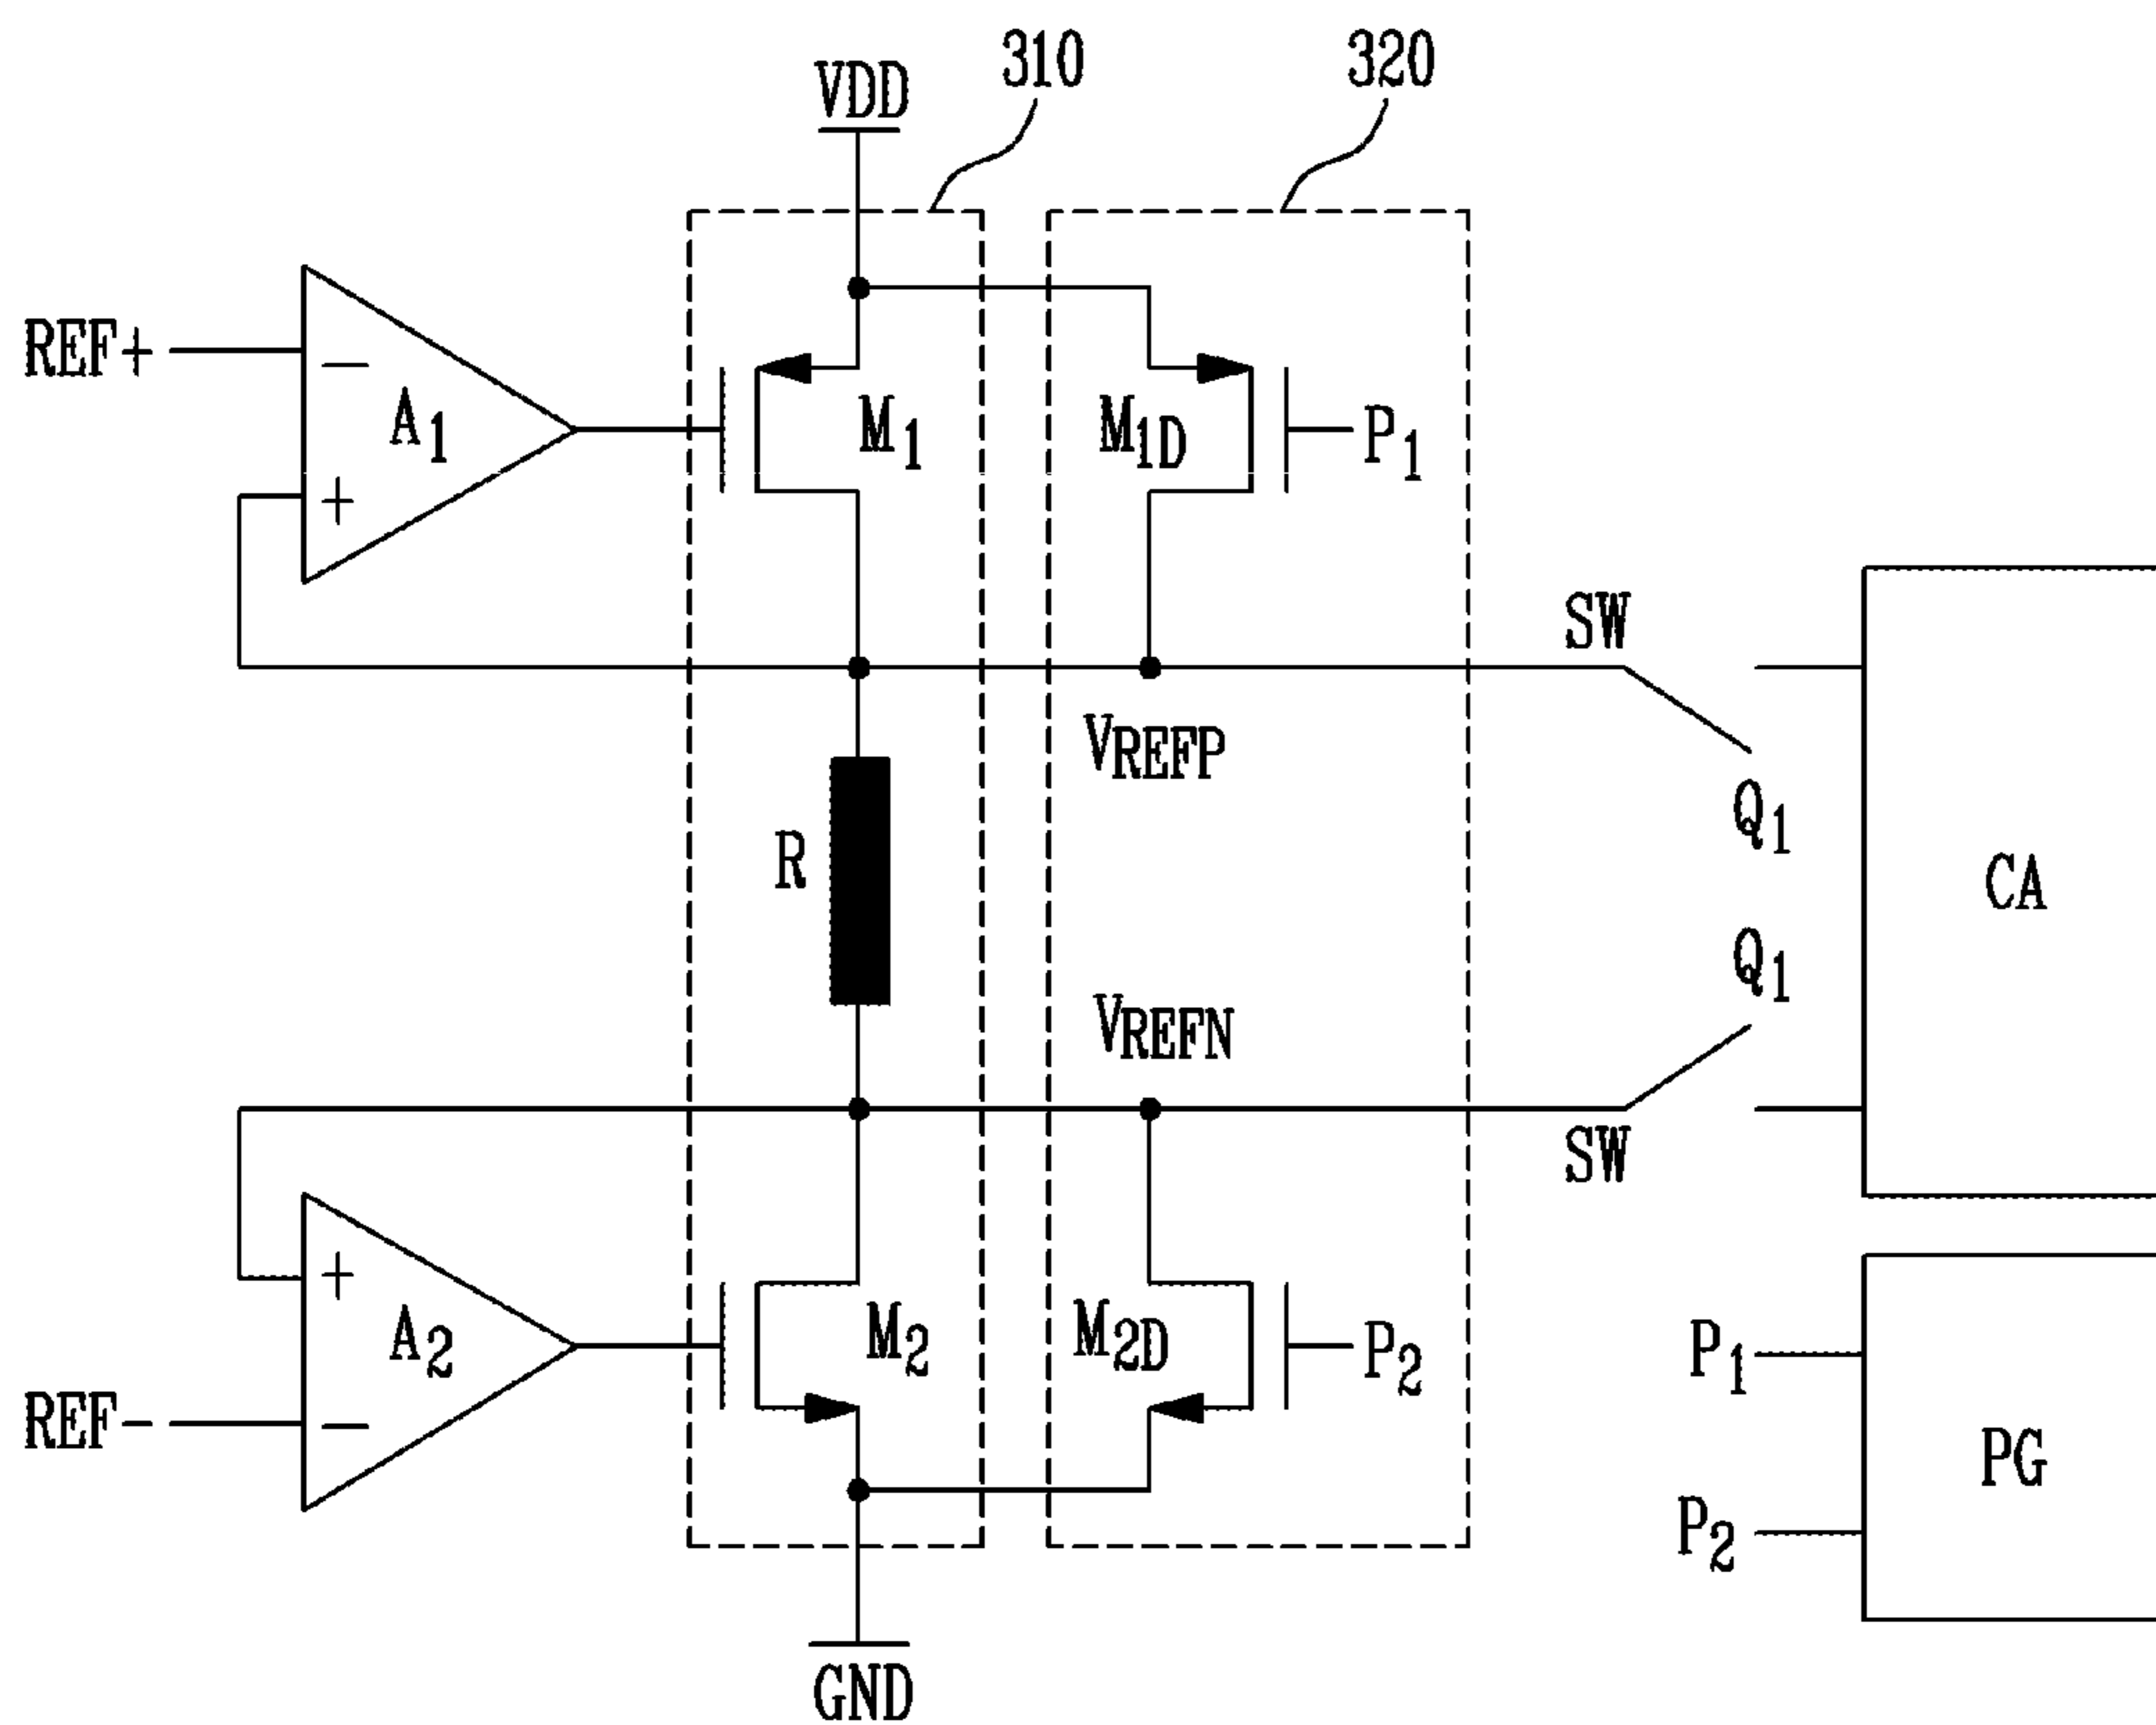 310
320
VDD
REF+
−
A1
+
M1
M1D
P1
SW
VREFP
Q1
R
CA
Q1
VREFN
SW
+
A2
−
REF−
M2
M2D
P2
P1
PG
P2
GND